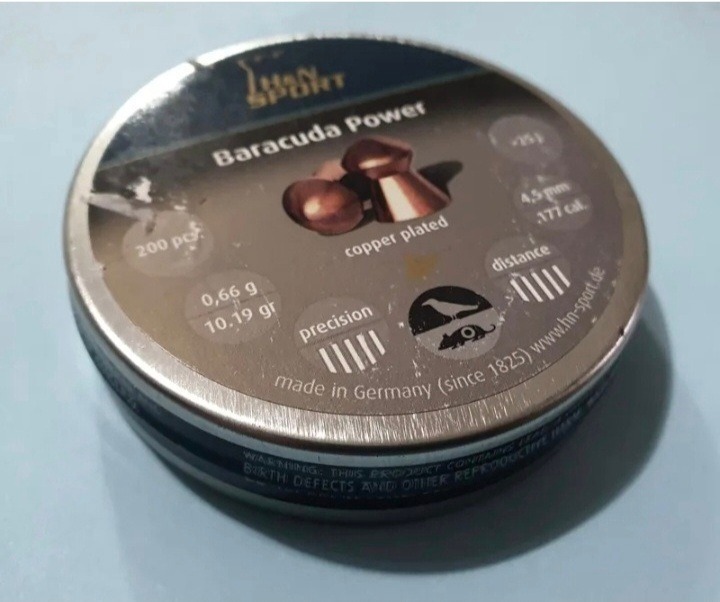 H&N
SPORT
Baracuda Power
>25 J
4,5 mm
.177 cal.
copper plated
200 pcs
0,66 g
10.19 gr
precision
distance
made in Germany (since 1825) www.hn-sport.de
WARNING: THIS PRODUCT CONTAINS
BIRTH DEFECTS AND OTHER REPRODUCTIVE HARM